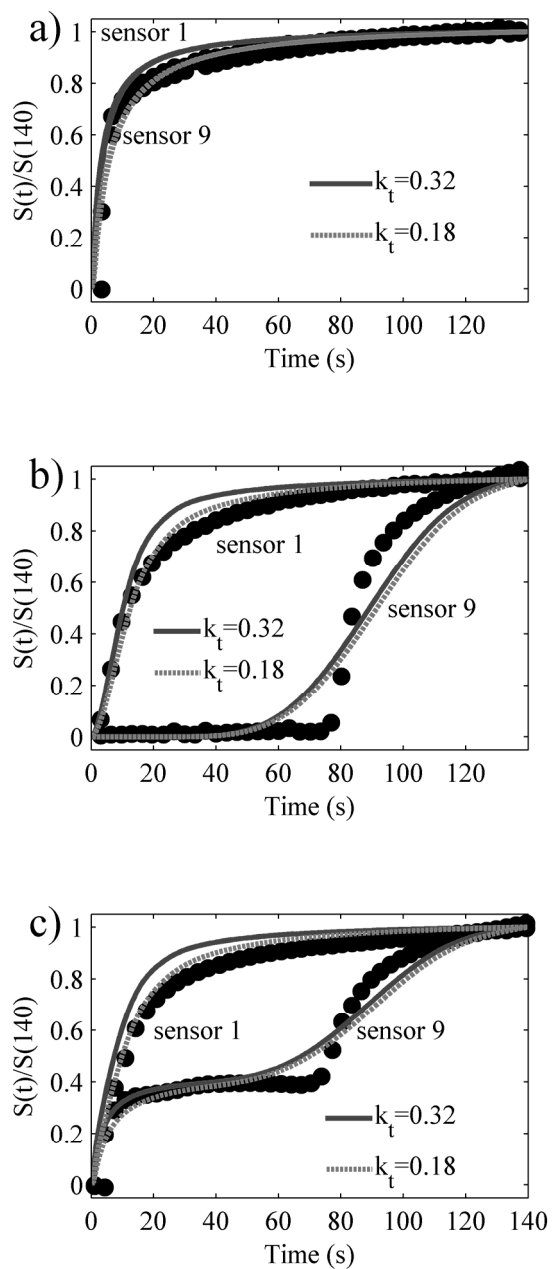 a)
sensor 1
1
0.8
0.6
0.4
0.2
0
S(t)/S(140)
sensor 9
k_t=0.32
k_t=0.18
0 20 40 60 80 100 120
Time (s)
b)
1
0.8
0.6
0.4
0.2
0
S(t)/S(140)
sensor 1
sensor 9
k_t=0.32
k_t=0.18
0 20 40 60 80 100 120
Time (s)
c)
1
0.8
0.6
0.4
0.2
0
S(t)/S(140)
sensor 1
sensor 9
k_t=0.32
k_t=0.18
0 20 40 60 80 100 120 140
Time (s)